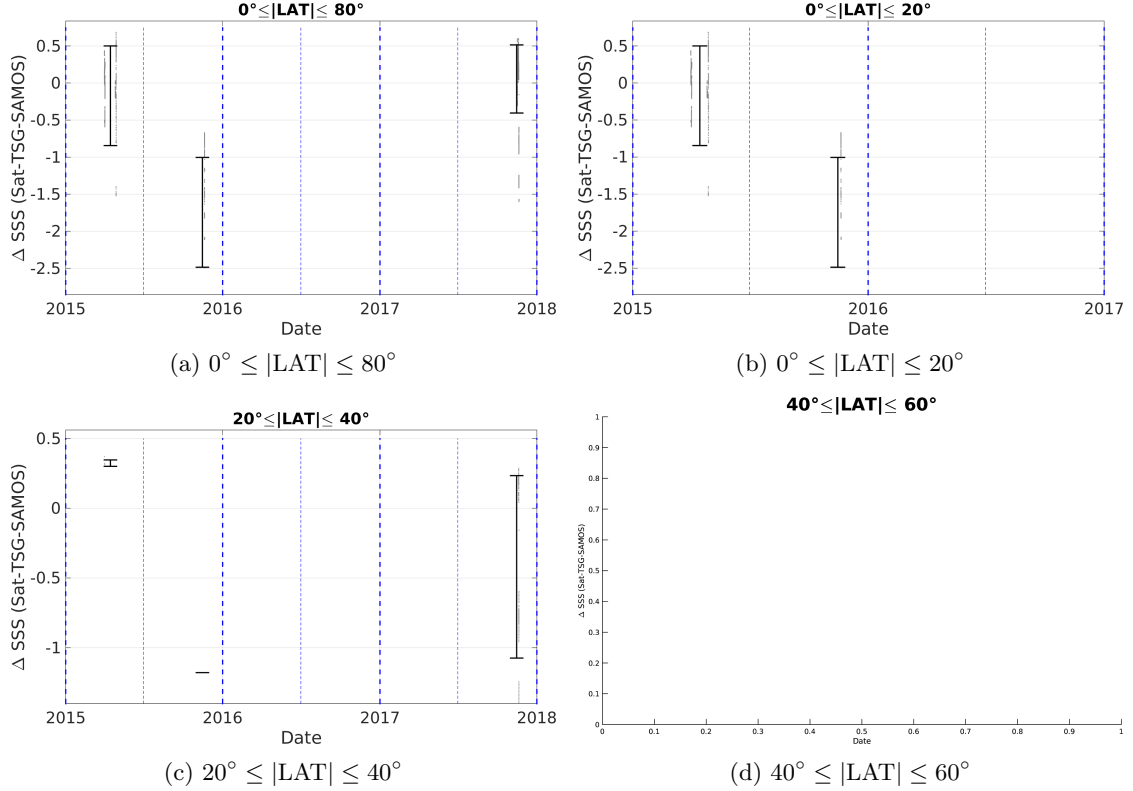 0°≤|LAT|≤ 80°
Δ SSS (Sat-TSG-SAMOS)
0.5
0
-0.5
-1
-1.5
-2
-2.5
2015 2016 2017 2018
Date
(a) 0° ≤ |LAT| ≤ 80°
0°≤|LAT|≤ 20°
Δ SSS (Sat-TSG-SAMOS)
0.5
0
-0.5
-1
-1.5
-2
-2.5
2015 2016 2017
Date
(b) 0° ≤ |LAT| ≤ 20°
20°≤|LAT|≤ 40°
Δ SSS (Sat-TSG-SAMOS)
0.5
0
-0.5
-1
2015 2016 2017 2018
Date
(c) 20° ≤ |LAT| ≤ 40°
40°≤|LAT|≤ 60°
Δ SSS (Sat-TSG-SAMOS)
1
0.9
0.8
0.7
0.6
0.5
0.4
0.3
0.2
0.1
0
0 0.1 0.2 0.3 0.4 0.5 0.6 0.7 0.8 0.9 1
Date
(d) 40° ≤ |LAT| ≤ 60°